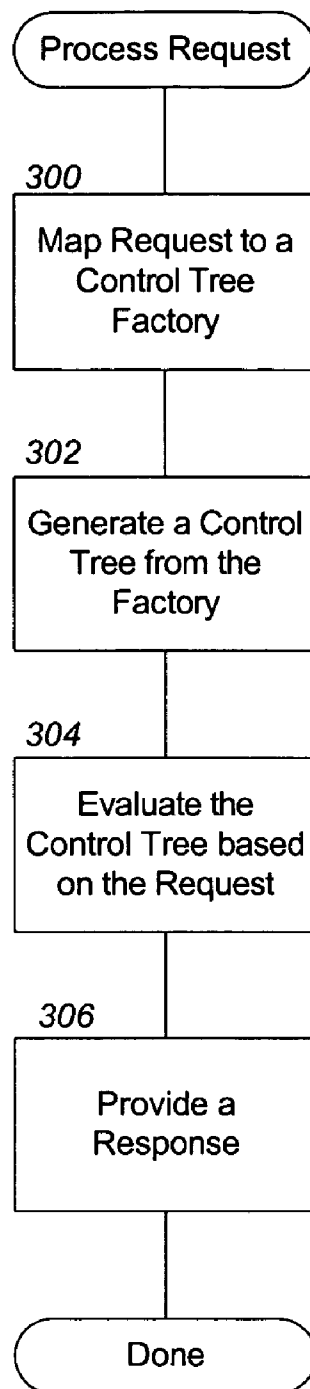 Process Request
300
Map Request to a
Control Tree
Factory
302
Generate a Control
Tree from the
Factory
304
Evaluate the
Control Tree based
on the Request
306
Provide a
Response
Done